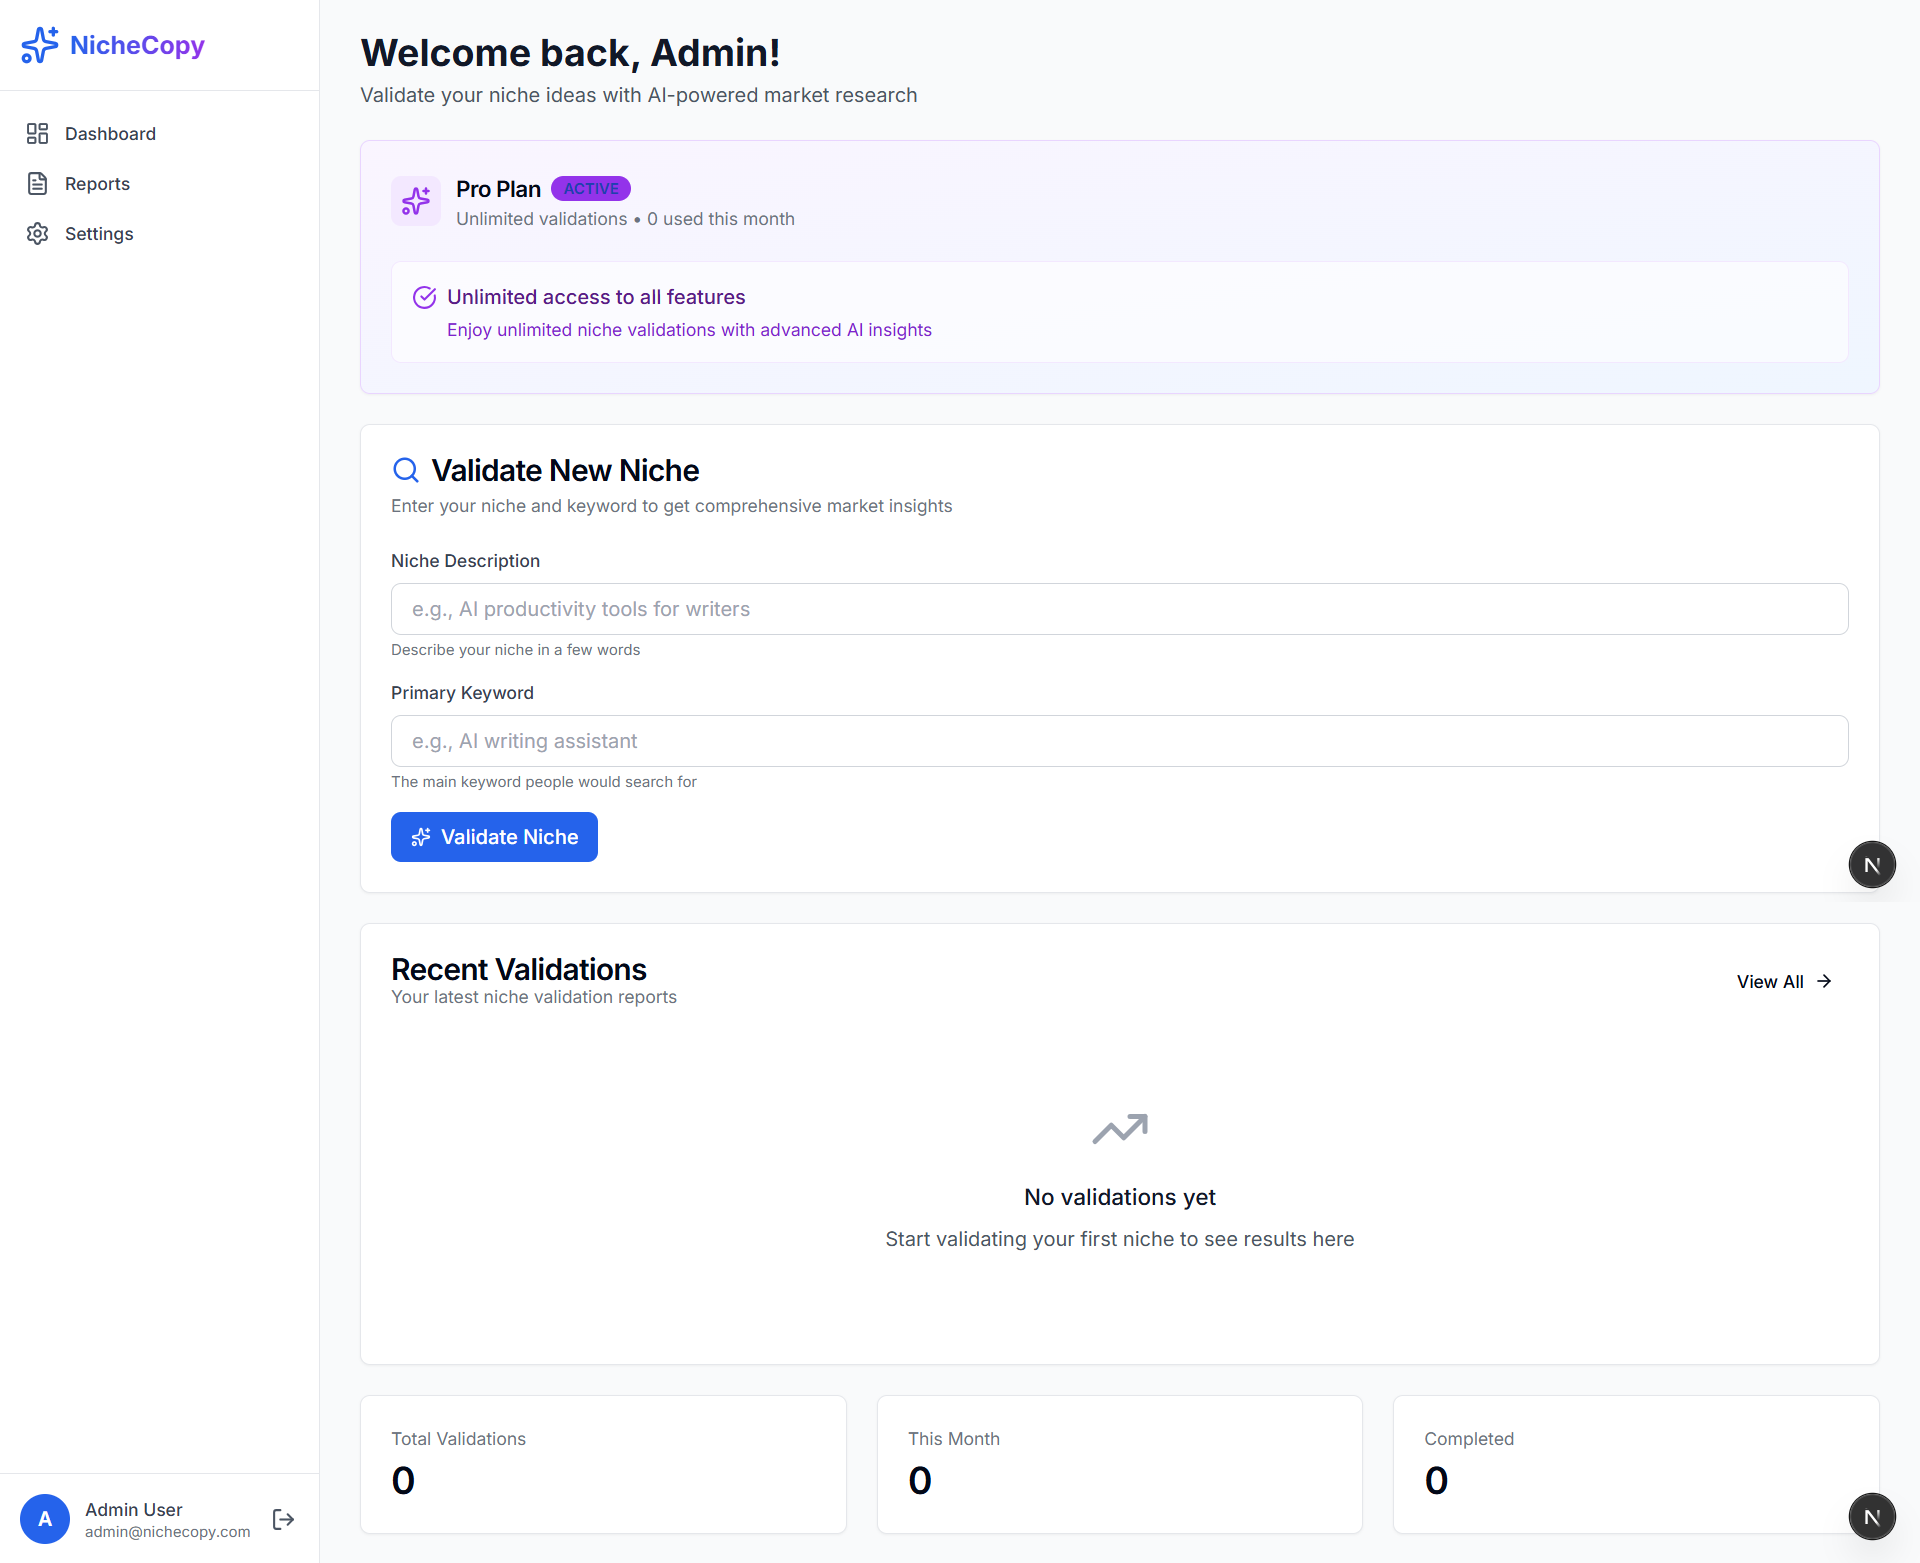 NicheCopy
Dashboard
Reports
Settings
Admin User
admin@nichecopy.com
A
Welcome back, Admin!
Validate your niche ideas with AI-powered market research
Pro Plan ACTIVE
Unlimited validations • 0 used this month
Unlimited access to all features
Enjoy unlimited niche validations with advanced AI insights
Validate New Niche
Enter your niche and keyword to get comprehensive market insights
Niche Description
e.g., AI productivity tools for writers
Describe your niche in a few words
Primary Keyword
e.g., AI writing assistant
The main keyword people would search for
Validate Niche
N
Recent Validations
Your latest niche validation reports
View All
No validations yet
Start validating your first niche to see results here
Total Validations
0
This Month
0
Completed
0
N